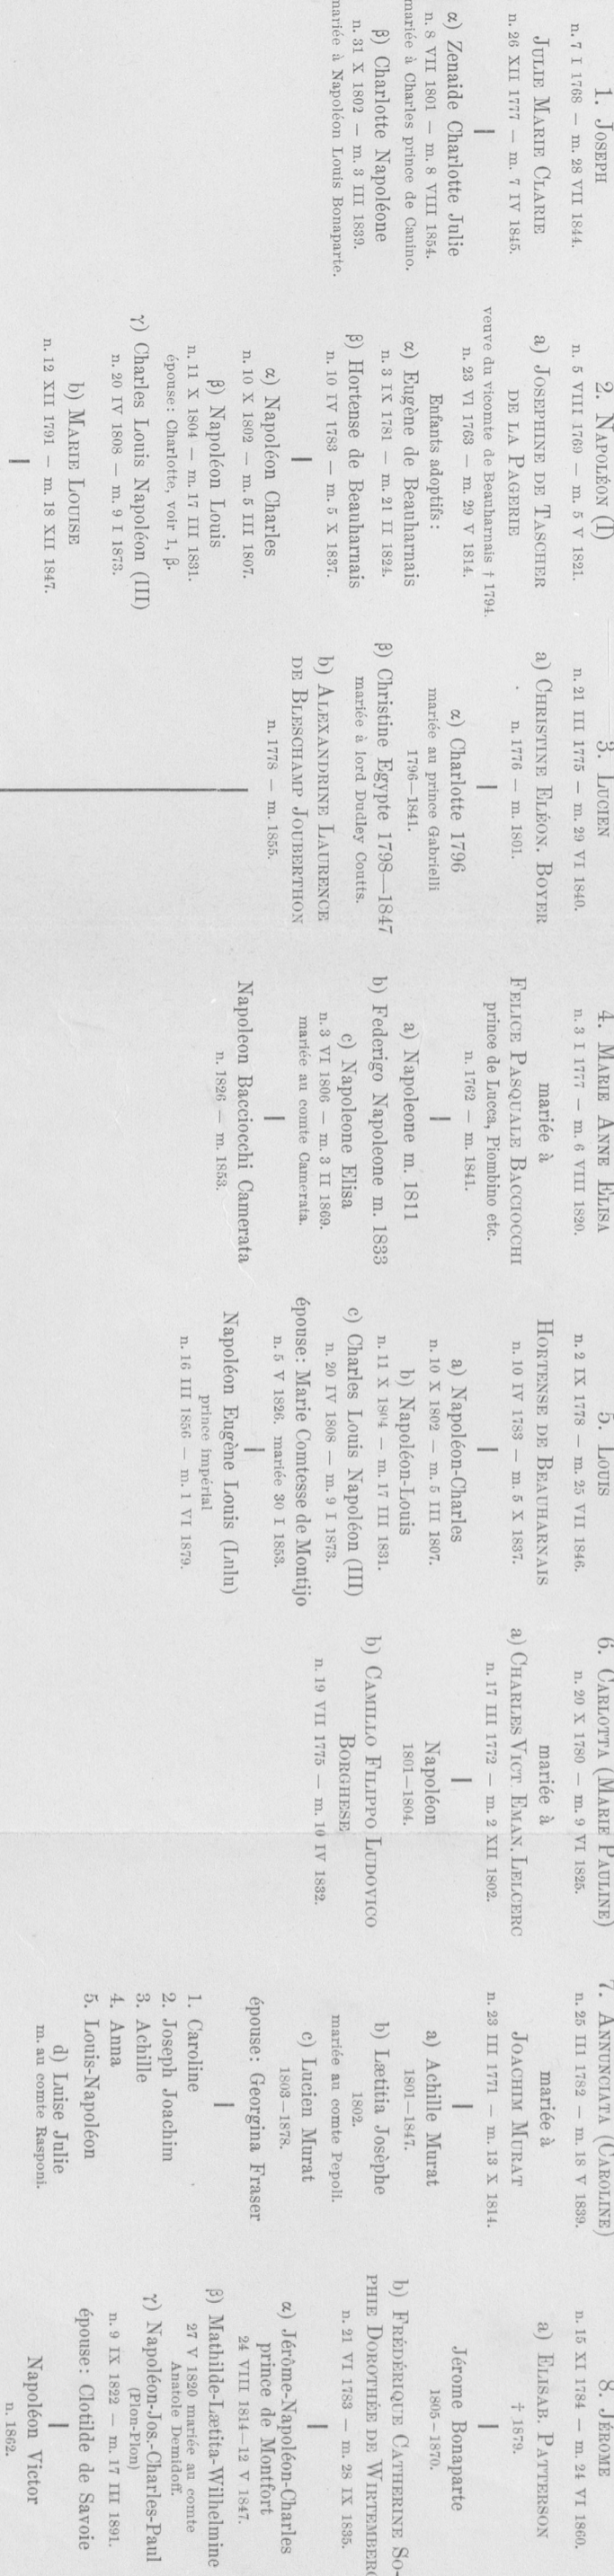 1. JOSEPH
n. 7 I 1768 — m. 28 VII 1844.
JULIE MARIE CLARIE
n. 26 XII 1777 — m. 7 IV 1845.
α) Zenaide Charlotte Julie
n. 8 VII 1801 — m. 8 VIII 1854.
mariée à Charles prince de Canino.
β) Charlotte Napoléone
n. 31 X 1802 — m. 3 III 1839.
mariée à Napoléon Louis Bonaparte.
2. NAPOLÉON (I)
n. 5 VIII 1769 — m. 5 V 1821.
a) JOSEPHINE DE TASCHER
DE LA PAGERIE
veuve du vicomte de Beauharnais † 1794.
n. 23 VI 1763 — m. 29 V 1814.
Enfants adoptifs:
α) Eugène de Beauharnais
n. 3 IX 1781 — m. 21 II 1824.
β) Hortense de Beauharnais
n. 10 IV 1783 — m. 5 X 1837.
α) Napoléon Charles
n. 10 X 1802 — m. 5 III 1807.
β) Napoléon Louis
n. 11 X 1804 — m. 17 III 1831.
épouse: Charlotte, voir 1, β.
γ) Charles Louis Napoléon (III)
n. 20 IV 1808 — m. 9 I 1873.
b) MARIE LOUISE
n. 12 XII 1791 — m. 18 XII 1847.
3. LUCIEN
n. 21 III 1775 — m. 29 VI 1840.
a) CHRISTINE ELÉON. BOYER
n. 1776 — m. 1801.
α) Charlotte 1796
mariée au prince Gabrielli
1796—1841.
β) Christine Egypte 1798—1847
mariée à lord Dudley Coutts.
b) ALEXANDRINE LAURENCE
DE BLESCHAMP JOUBERTHON
n. 1778 — m. 1855.
4. MARIE ANNE ELISA
n. 3 I 1777 — m. 6 VIII 1820.
mariée à
FELICE PASQUALE BACCIOCCHI
prince de Lucca, Piombino etc.
n. 1762 — m. 1841.
a) Napoleone m. 1811
b) Federigo Napoleone m. 1833
c) Napoleone Elisa
n. 3 VI 1806 — m. 3 II 1869.
mariée au comte Camerata.
Napoleon Bacciocchi Camerata
n. 1826 — m. 1853.
5. LOUIS
n. 2 IX 1778 — m. 25 VII 1846.
HORTENSE DE BEAUHARNAIS
n. 10 IV 1783 — m. 5 X 1837.
a) Napoléon-Charles
n. 10 X 1802 — m. 5 III 1807.
b) Napoléon-Louis
n. 11 X 1804 — m. 17 III 1831.
c) Charles Louis Napoléon (III)
n. 20 IV 1808 — m. 9 I 1873.
épouse: Marie Comtesse de Montijo
n. 5 V 1826. mariée 30 I 1853.
Napoléon Eugène Louis (Lulu)
prince impérial
n. 16 III 1856 — m. 1 VI 1879.
6. CARLOTTA (MARIE PAULINE)
n. 20 X 1780 — m. 9 VI 1825.
mariée à
a) CHARLES VICT. EMAN. LELCERC
n. 17 III 1772 — m. 2 XII 1802.
Napoléon
1801—1804.
b) CAMILLO FILIPPO LUDOVICO
BORGHESE
n. 19 VII 1775 — m. 10 IV 1832.
7. ANNUNCIATA (CAROLINE)
n. 25 III 1782 — m. 18 V 1839.
mariée à
JOACHIM MURAT
n. 23 III 1771 — m. 13 X 1814.
a) Achille Murat
1801—1847.
b) Lætitia Josèphe
1802.
mariée au comte Pepoli.
c) Lucien Murat
1803—1878.
épouse: Georgina Fraser
1. Caroline
2. Joseph Joachim
3. Achille
4. Anna
5. Louis-Napoléon
d) Luise Julie
m. au comte Rasponi.
8. JÉROME
n. 15 XI 1784 — m. 24 VI 1860.
a) ELISAB. PATTERSON
† 1879.
Jérome Bonaparte
1805—1870.
b) FRÉDÉRIQUE CATHERINE SO-
PHIE DOROTHÉE DE WIRTEMBERG
n. 21 VI 1783 — m. 28 IX 1835.
α) Jérôme-Napoléon-Charles
prince de Montfort
24 VIII 1814—12 V 1847.
β) Mathilde-Lætita-Wilhelmine
27 V 1820 mariée au comte
Anatole Demidoff.
γ) Napoléon-Jos.-Charles-Paul
(Plon-Plon)
n. 9 IX 1822 — m. 17 III 1891.
épouse: Clotilde de Savoie
Napoléon Victor
n. 1862.